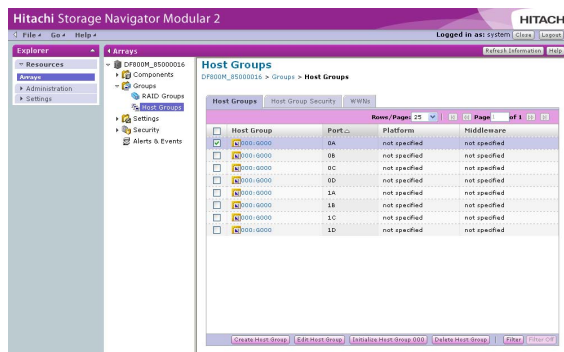 Hitachi Storage Navigator Modular 2
HITACH
File Go Help
Logged in as: system Close Logout
Explorer
Arrays
Refresh Information Help
Resources
Arrays
Administration
Settings
DF800M_85000016
Components
Groups
RAID Groups
Host Groups
Settings
Security
Alerts & Events
Host Groups
DF800M_85000016 > Groups > Host Groups
Host Groups Host Group Security WWNs
Rows/Page: 25 Page 1 of 1
Host Group Port Platform Middleware
000:G000 0A not specified not specified
000:G000 0B not specified not specified
000:G000 0C not specified not specified
000:G000 0D not specified not specified
000:G000 1A not specified not specified
000:G000 1B not specified not specified
000:G000 1C not specified not specified
000:G000 1D not specified not specified
Create Host Group Edit Host Group Initialize Host Group 000 Delete Host Group | Filter Filter Off